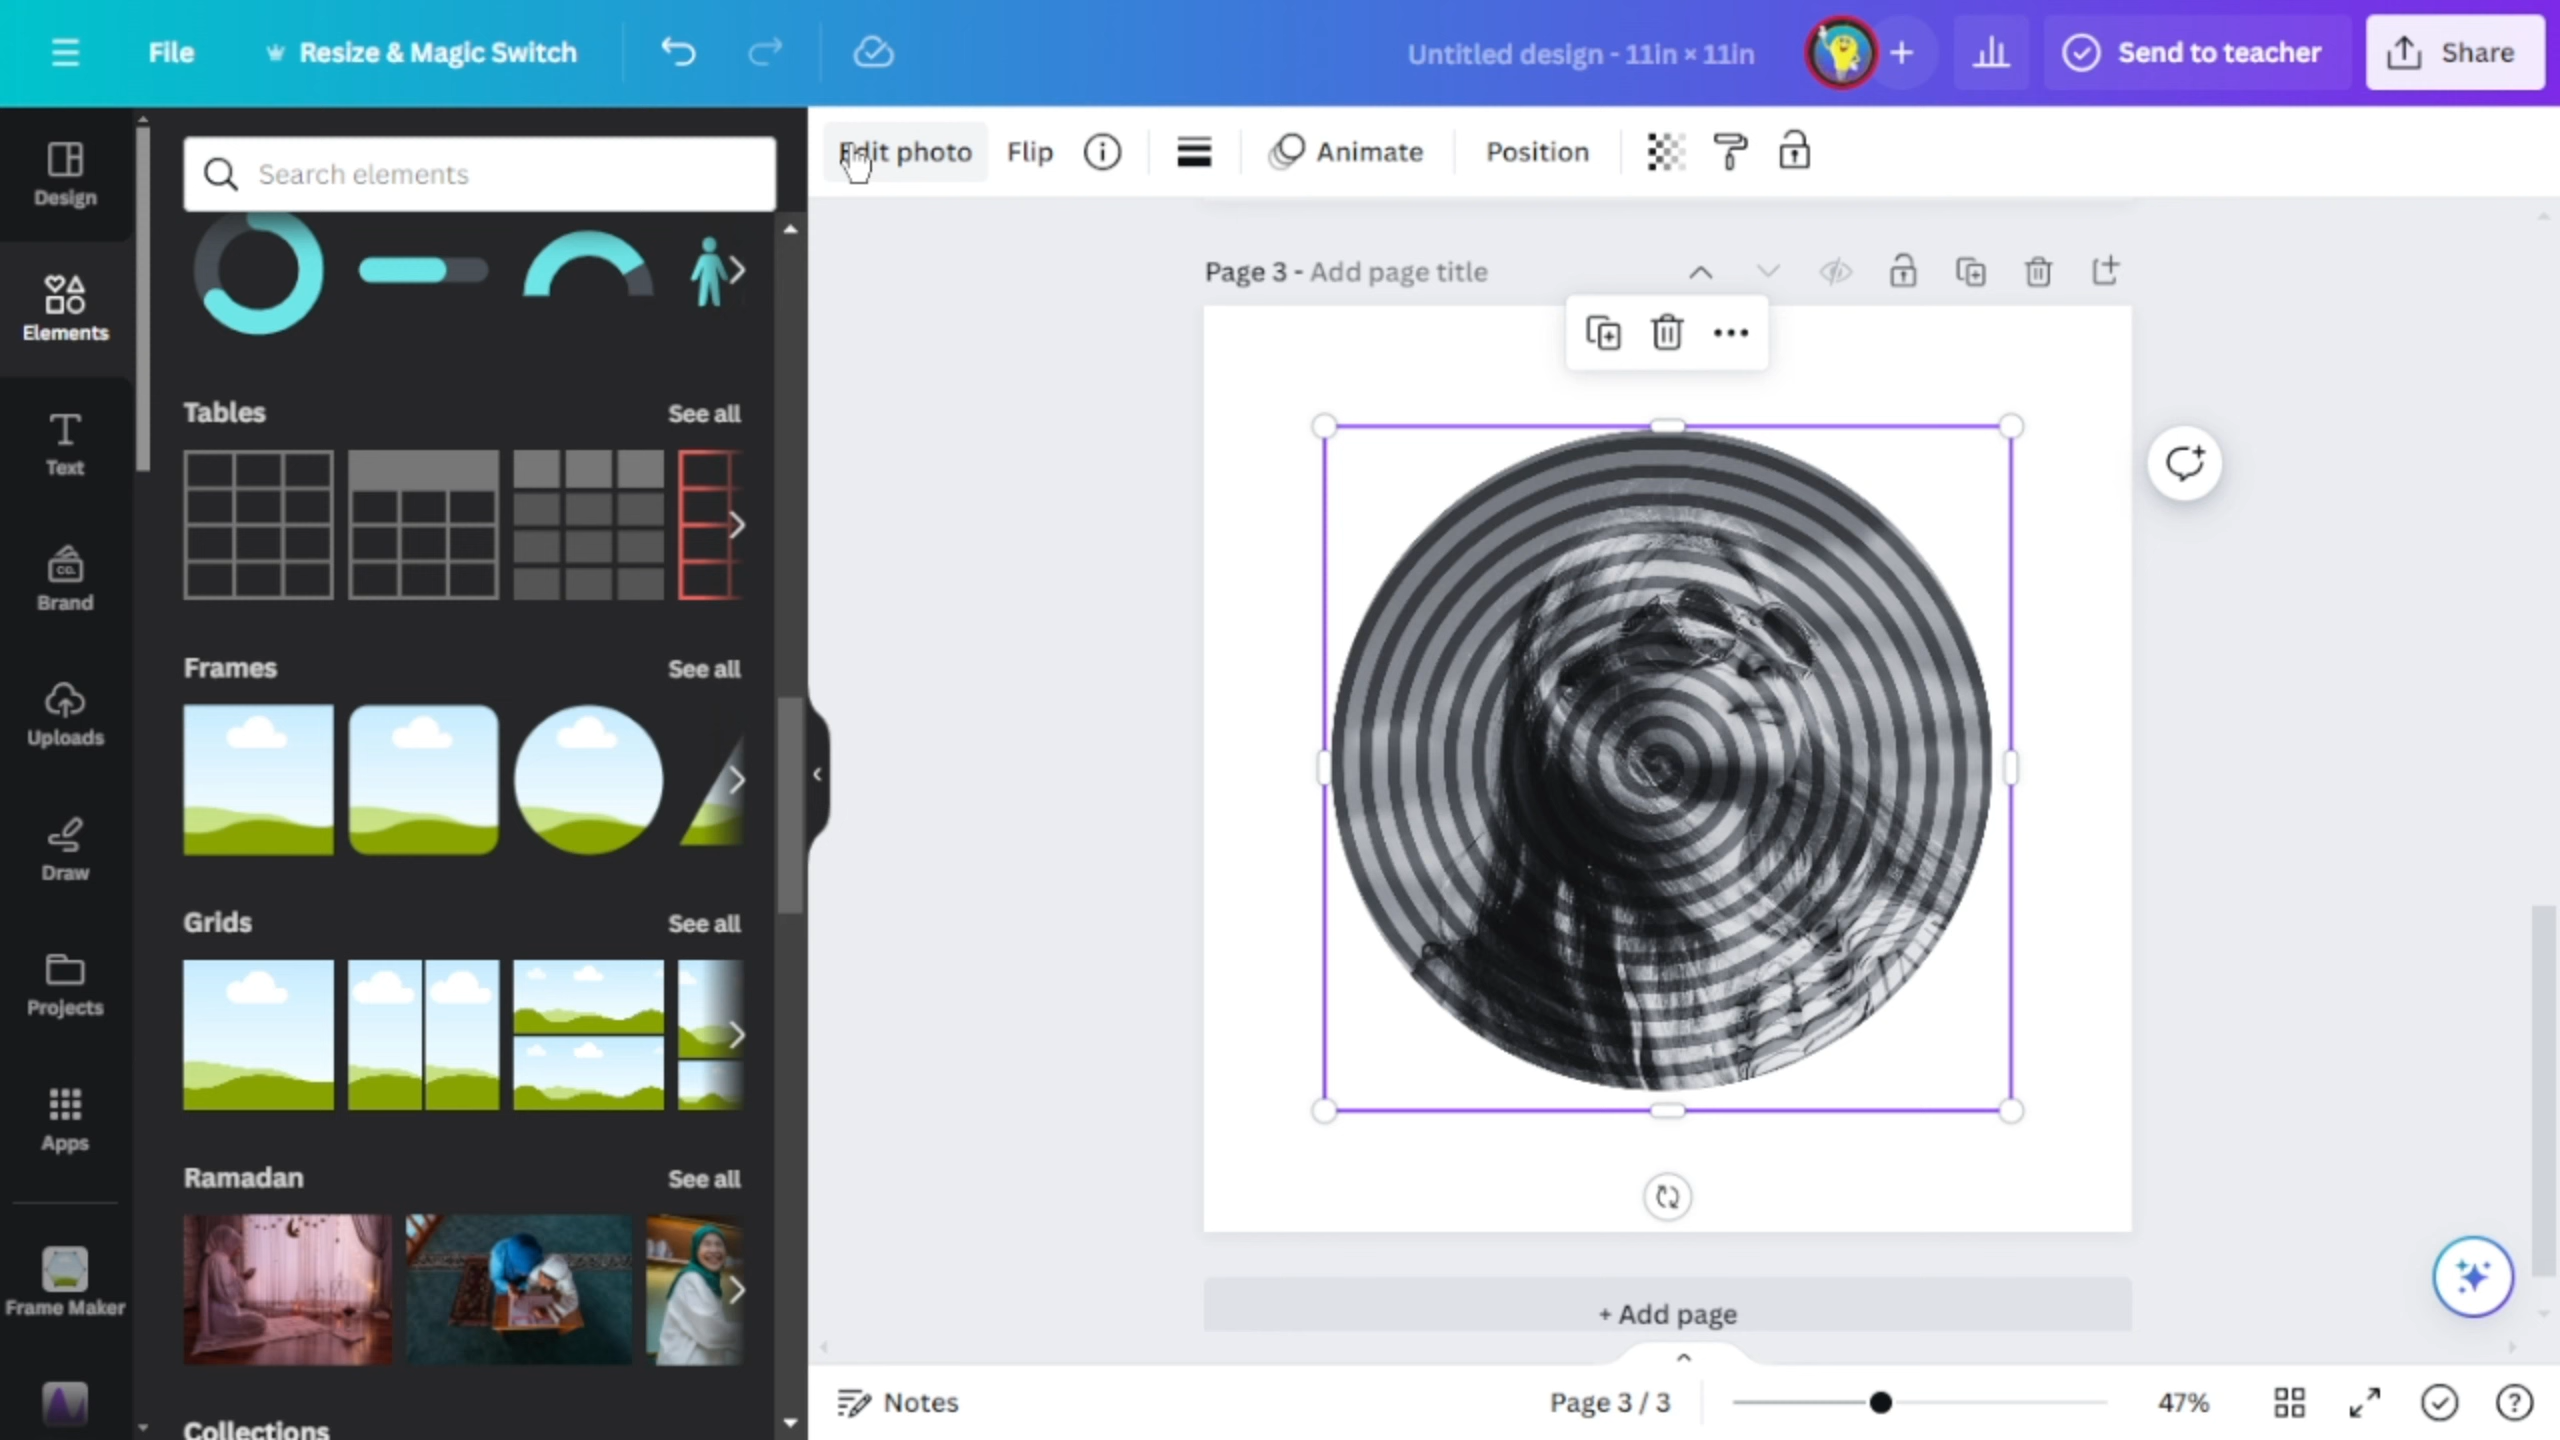 File
Resize & Magic Switch
Untitled design - 11in × 11in
Send to teacher
Share
Design
Elements
Text
Brand
CO.
Uploads
Draw
Projects
Apps
Frame Maker
Search elements
Tables
See all
Frames
See all
Grids
See all
Ramadan
See all
Collections
Edit photo
Flip
Animate
Position
Page 3 - Add page title
+ Add page
Notes
Page 3 / 3
47%